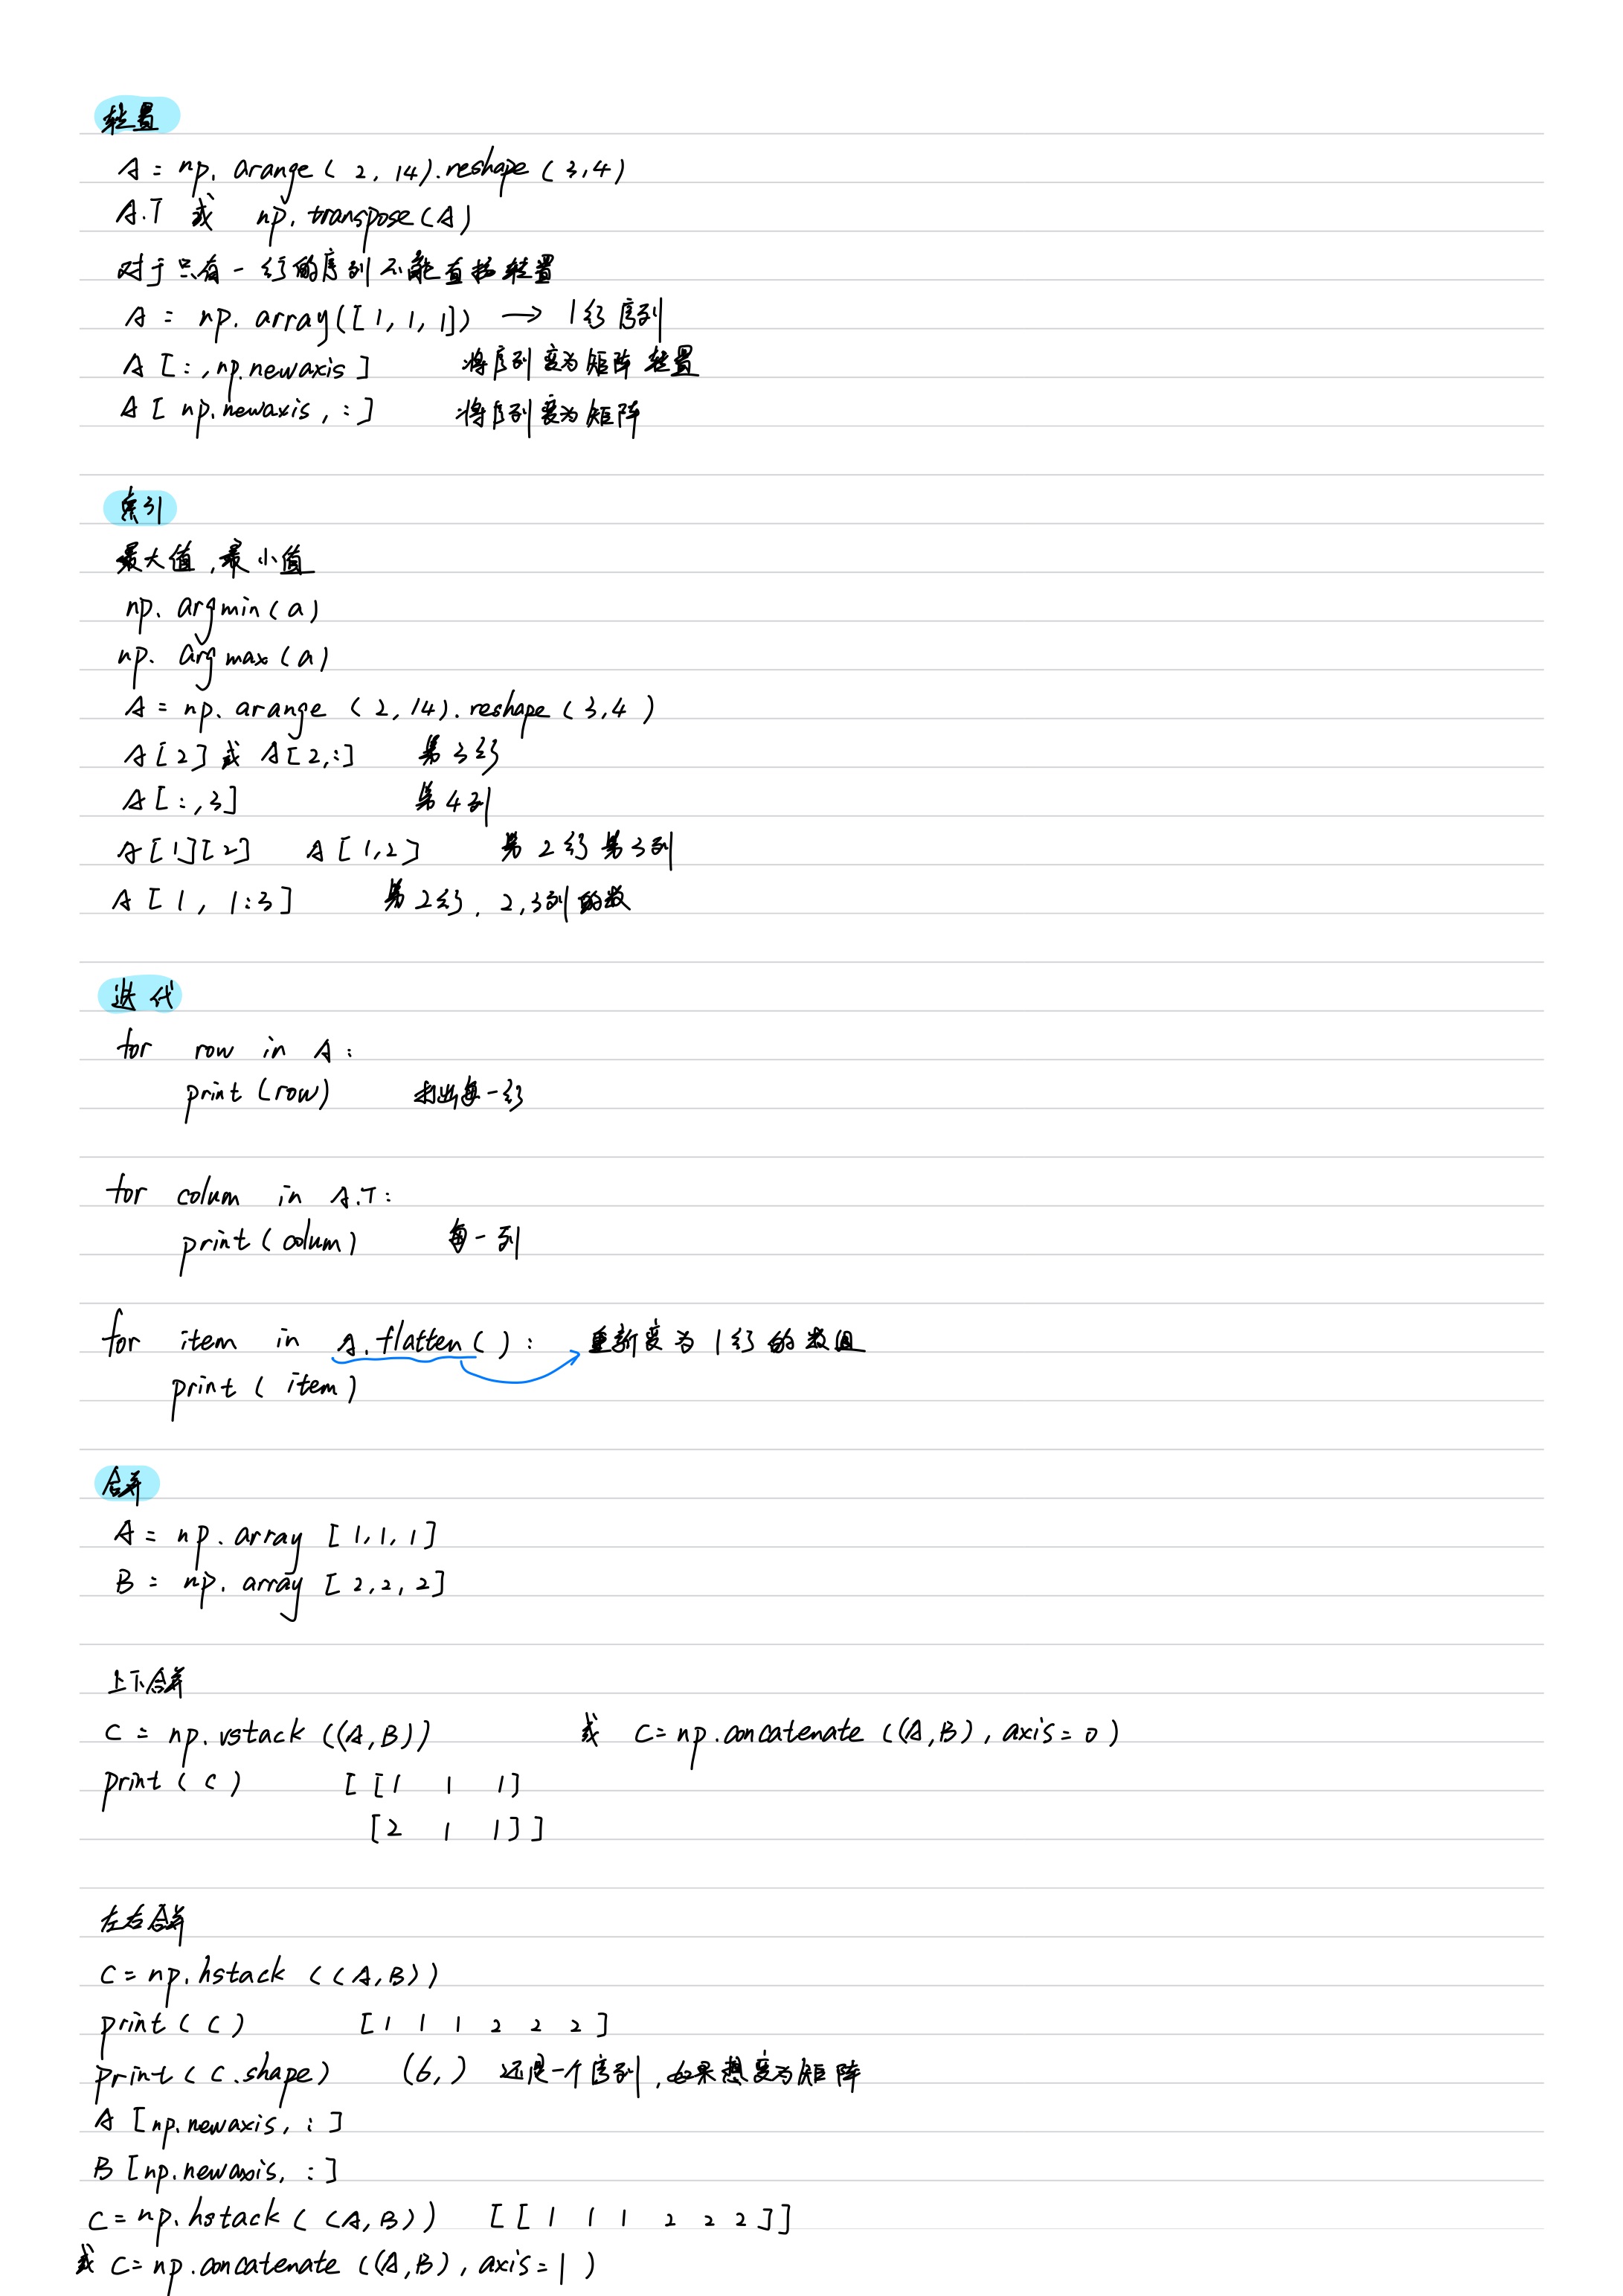 转置
A = np. arange ( 2, 14). reshape ( 3,4 )
A.T 或 np. transpose (A)
对于只有一行的序列不能直接转置
A = np. array([1, 1, 1]) → 1行序列
A [:, np.newaxis ] 将序列变为矩阵 转置
A [ np.newaxis , : ] 将序列变为矩阵
索引
最大值,最小值
np. argmin (a)
np. argmax (a)
A = np. arange ( 2, 14). reshape ( 3,4 )
A [2] 或 A[2,:] 第3行
A [:,3] 第4列
A [1][2] A [1,2] 第2行第3列
A [ 1, 1:3 ] 第2行, 2,3列的数
迭代
for row in A :
print (row) 打出每一行
for colum in A.T:
print ( colum) 每一列
for item in A.flatten( ) : 重新变为1行的数组
print ( item)
合并
A = np. array [ 1,1,1]
B = np. array [ 2,2,2]
上下合并
C = np. vstack ((A,B)) 或 C= np.concatenate ((A,B), axis = 0 )
print ( C ) [ [1 1 1]
[2 1 1] ]
左右合并
C = np. hstack ( (A,B))
print ( C ) [1 1 1 2 2 2 ]
print ( C.shape) (6,) 还是一个序列,如果想变为矩阵
A [np.newaxis, : ]
B [np.newaxis, : ]
C = np. hstack ( (A,B)) [ [ 1 1 1 2 2 2 ] ]
或 C= np.concatenate ((A,B), axis = 1 )